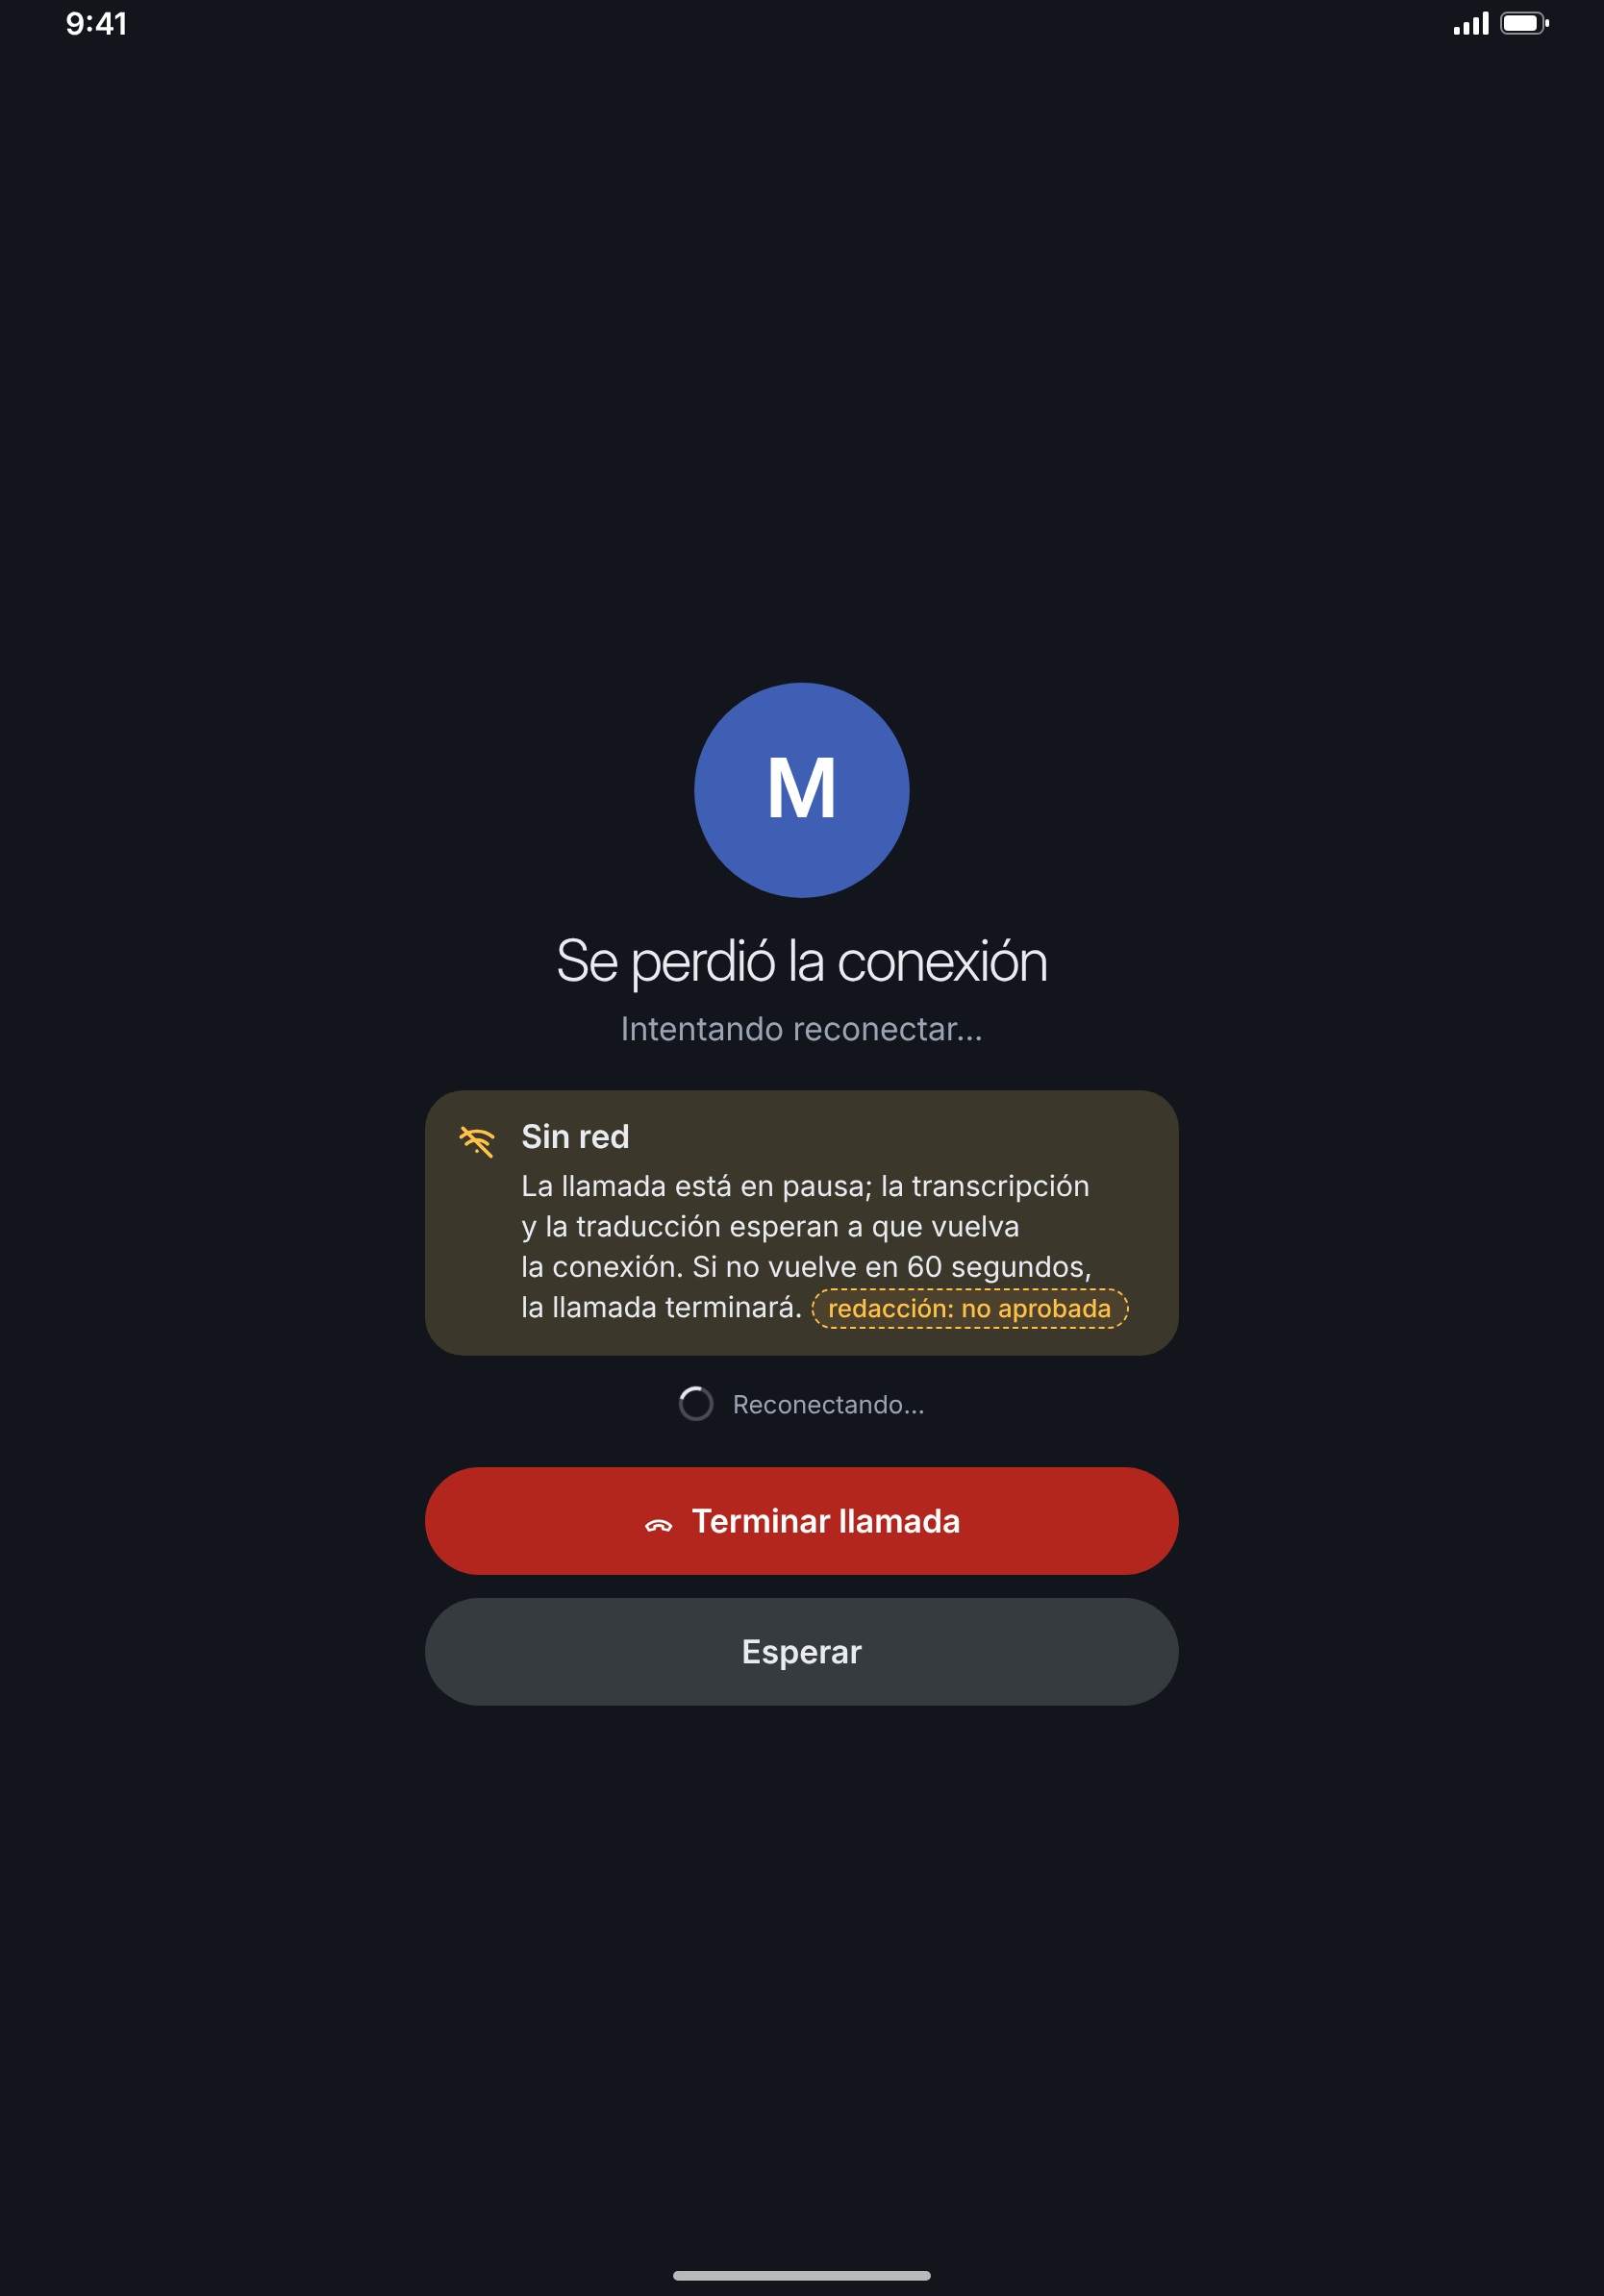 9:41
M
Se perdió la conexión
Intentando reconectar...
Sin red
La llamada está en pausa; la transcripción
y la traducción esperan a que vuelva
la conexión. Si no vuelve en 60 segundos,
la llamada terminará. redacción: no aprobada
Reconectando...
Terminar llamada
Esperar